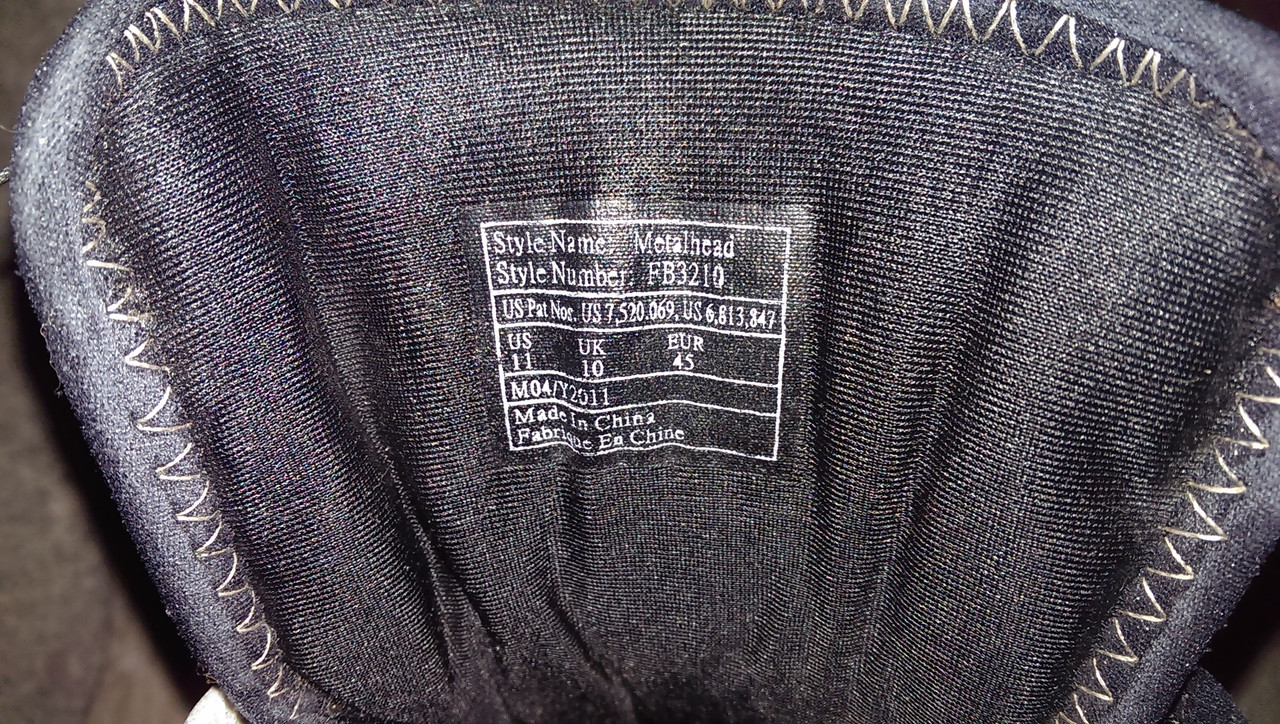 Style Name: Metalhead
Style Number: FB3210
US Pat Nos. US 7,520,069, US 6,813,847
US UK EUR
11 10 45
M04/Y2011
Made In China
Fabrique En Chine